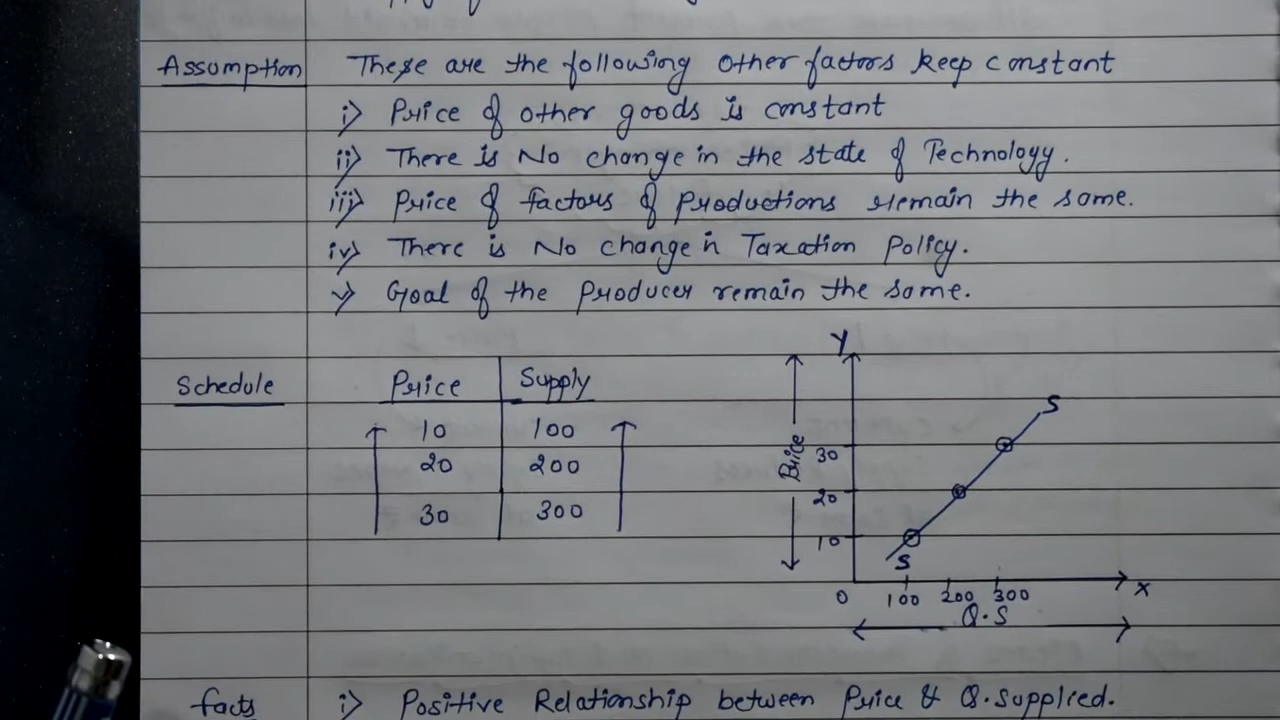 Assumption These are the following other factors keep constant
i) Price of other goods is constant
ii) There is No change in the state of Technology.
iii) Price of factors of productions remain the same.
iv) There is No change in Taxation Policy.
v) Goal of the Producer remain the same.
Schedule
Price Supply
10 100
20 200
30 300
Y
S
Price
30
20
10
S
0 100 200 300 X
Q.S
facts i) Positive Relationship between Price & Q.Supplied.